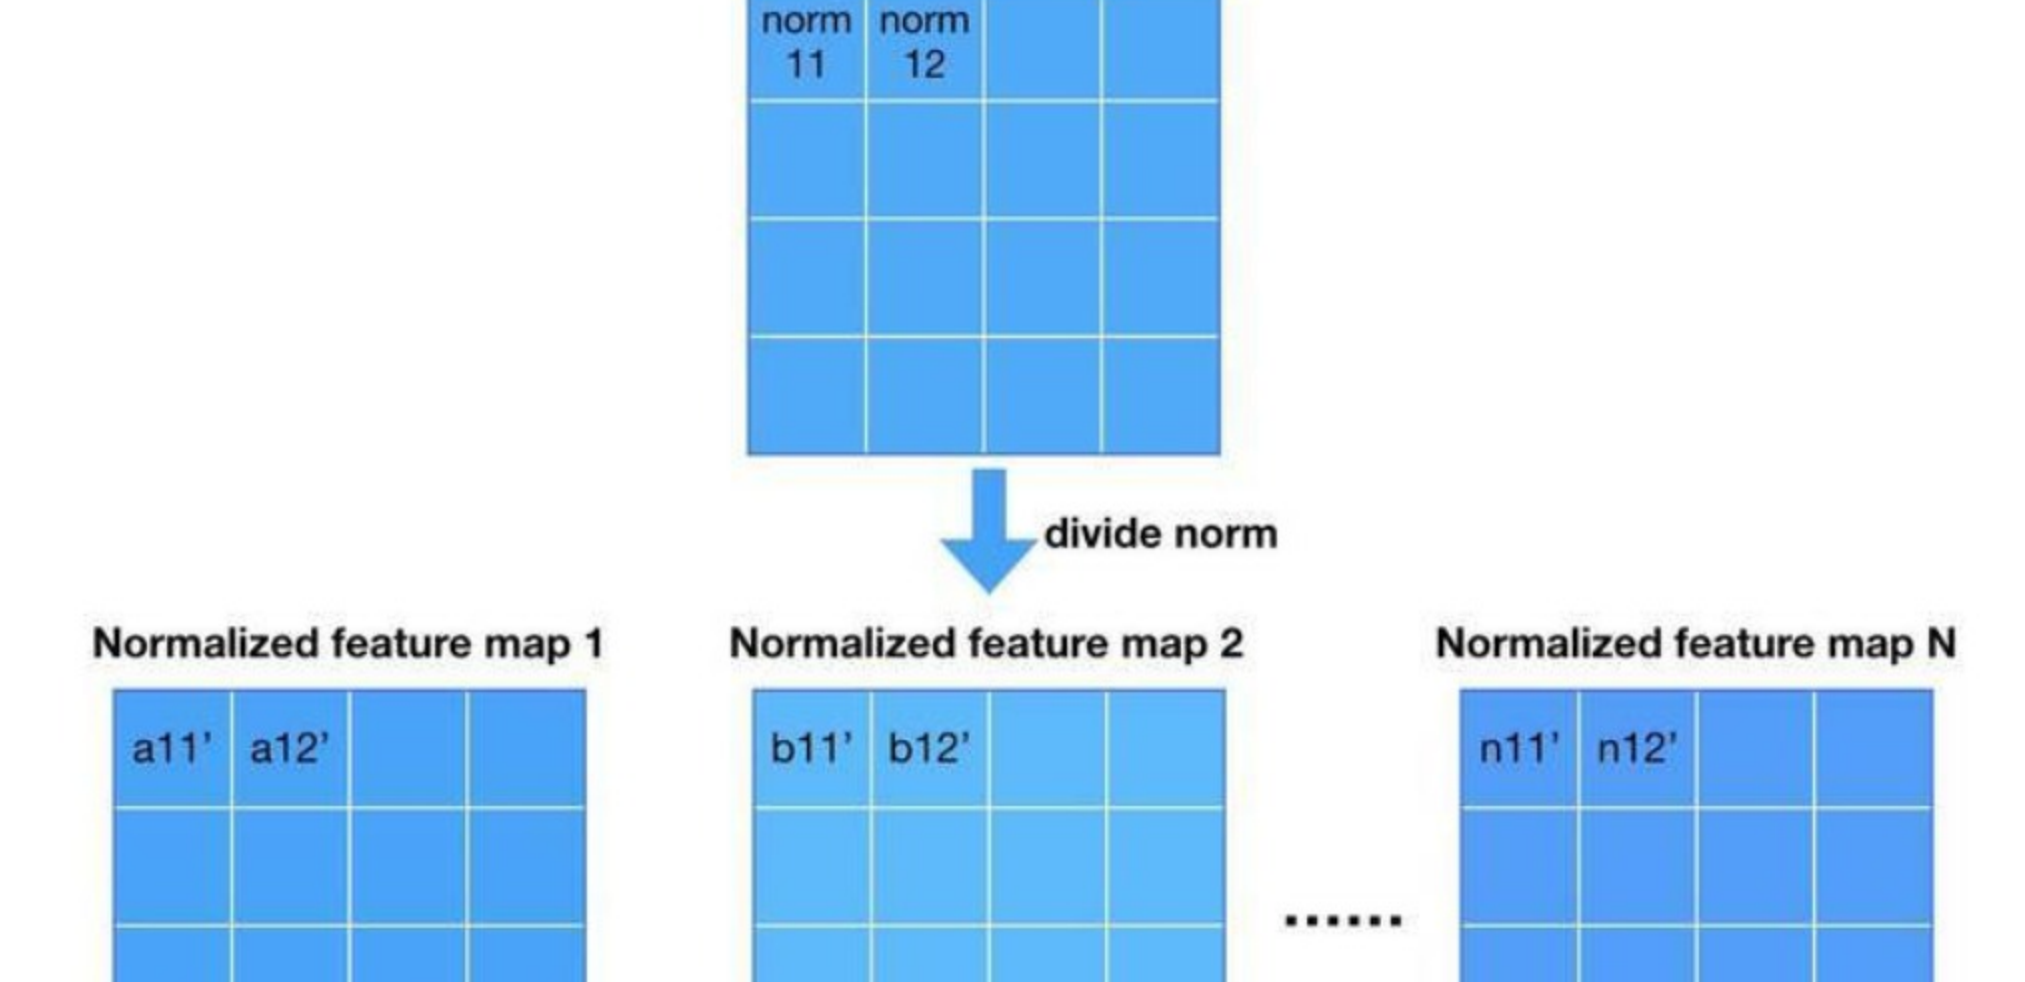 norm norm
11 12
divide norm
Normalized feature map 1 Normalized feature map 2 Normalized feature map N
a11’ a12’ b11’ b12’ n11’ n12’
......